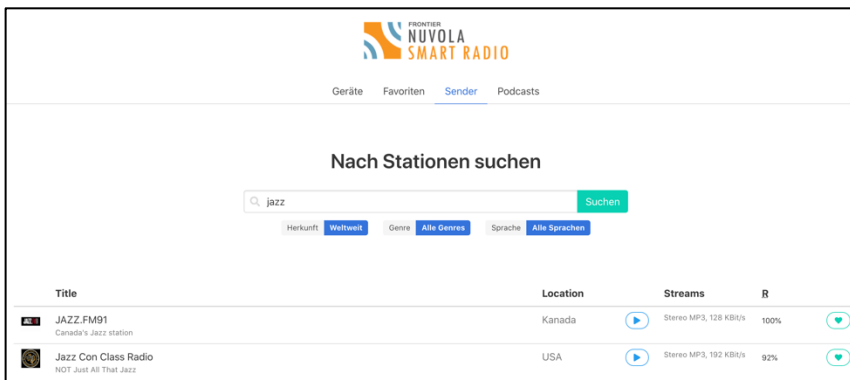 FRONTIER
NUVOLA
SMART RADIO
Geräte Favoriten Sender Podcasts
Nach Stationen suchen
jazz Suchen
Herkunft Weltweit Genre Alle Genres Sprache Alle Sprachen
Title Location Streams R
JAZZ.FM91 Kanada Stereo MP3, 128 KBit/s 100%
Canada's Jazz station
Jazz Con Class Radio USA Stereo MP3, 192 KBit/s 92%
NOT Just All That Jazz